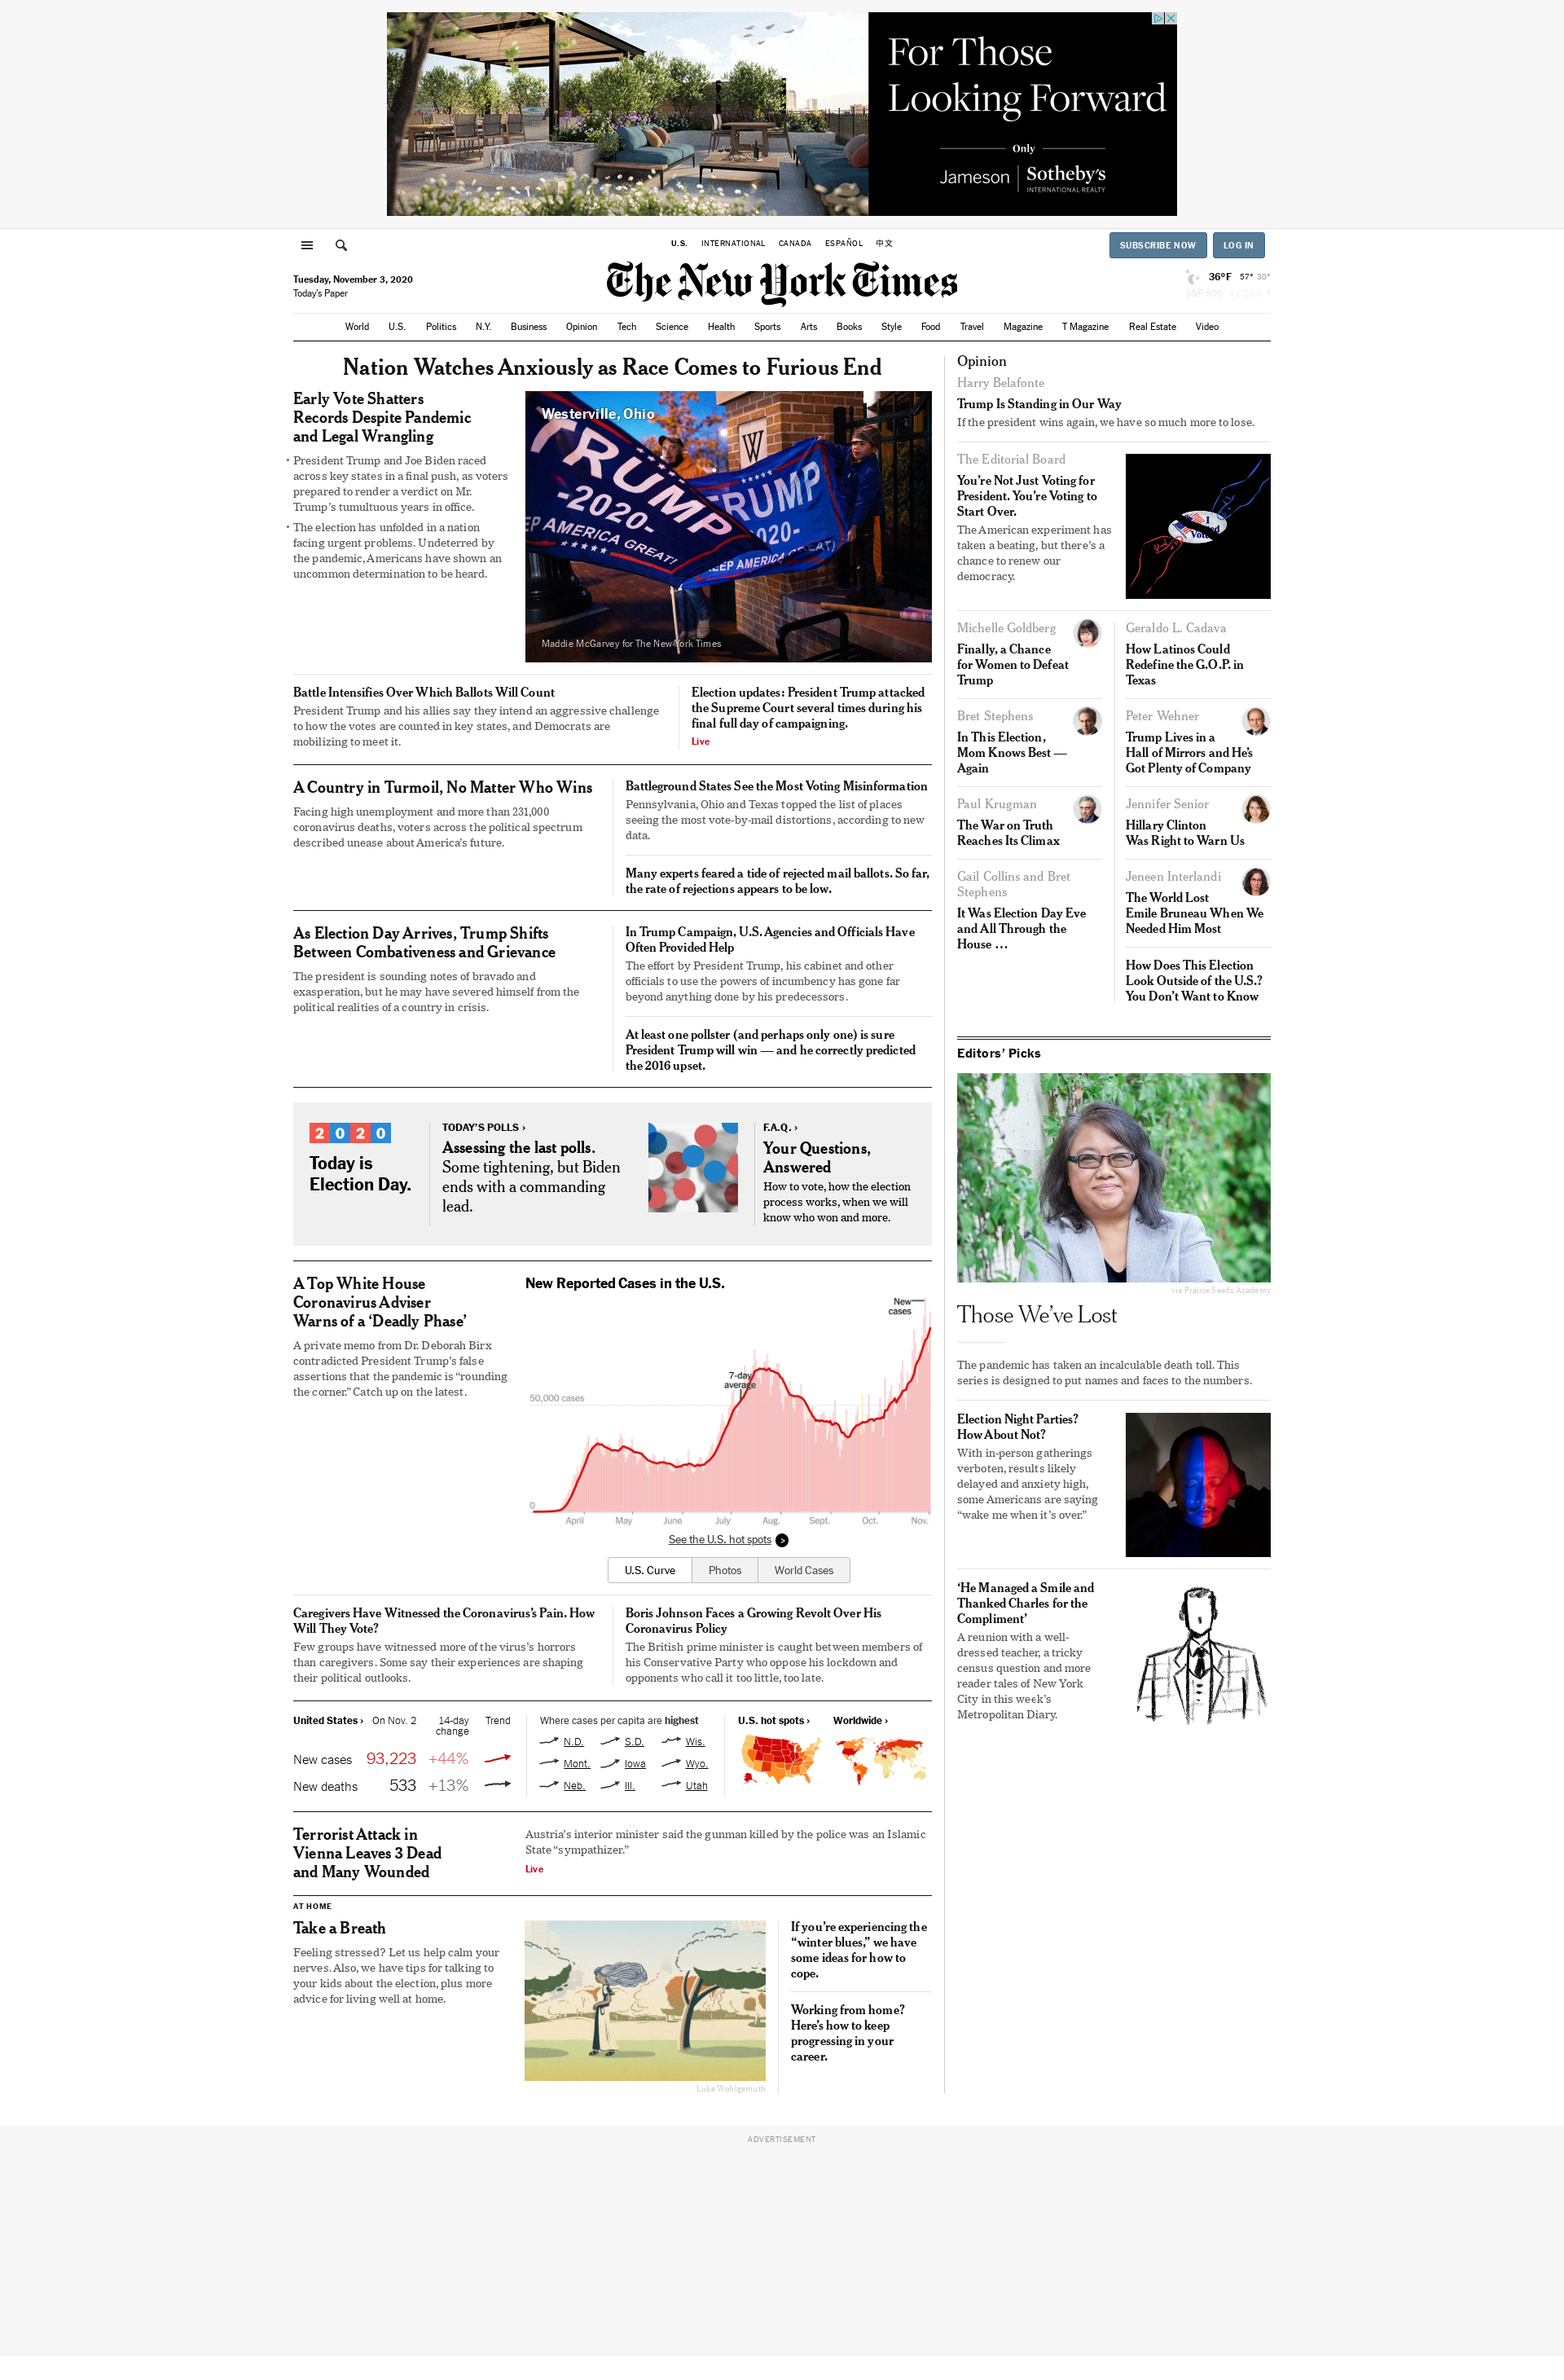 For Those
Looking Forward
Only
Jameson | Sotheby's
INTERNATIONAL REALTY
U.S. INTERNATIONAL CANADA ESPAÑOL 中文
SUBSCRIBE NOW LOG IN
Tuesday, November 3, 2020
Today's Paper
The New York Times
36°F 57° 30°
S&P 500 +1.23% ↑
World U.S. Politics N.Y. Business Opinion Tech Science Health Sports Arts Books Style Food Travel Magazine T Magazine Real Estate Video
Nation Watches Anxiously as Race Comes to Furious End
Early Vote Shatters
Records Despite Pandemic
and Legal Wrangling
• President Trump and Joe Biden raced
across key states in a final push, as voters
prepared to render a verdict on Mr.
Trump's tumultuous years in office.
• The election has unfolded in a nation
facing urgent problems. Undeterred by
the pandemic, Americans have shown an
uncommon determination to be heard.
Westerville, Ohio
TRUMP
-2020-
KEEP AMERICA GREAT!
TRUMP
-2020-
KEEP AMERICA GREAT!
W
Maddie McGarvey for The New York Times
Battle Intensifies Over Which Ballots Will Count
President Trump and his allies say they intend an aggressive challenge
to how the votes are counted in key states, and Democrats are
mobilizing to meet it.
Election updates: President Trump attacked
the Supreme Court several times during his
final full day of campaigning.
Live
A Country in Turmoil, No Matter Who Wins
Facing high unemployment and more than 231,000
coronavirus deaths, voters across the political spectrum
described unease about America's future.
Battleground States See the Most Voting Misinformation
Pennsylvania, Ohio and Texas topped the list of places
seeing the most vote-by-mail distortions, according to new
data.
Many experts feared a tide of rejected mail ballots. So far,
the rate of rejections appears to be low.
As Election Day Arrives, Trump Shifts
Between Combativeness and Grievance
The president is sounding notes of bravado and
exasperation, but he may have severed himself from the
political realities of a country in crisis.
In Trump Campaign, U.S. Agencies and Officials Have
Often Provided Help
The effort by President Trump, his cabinet and other
officials to use the powers of incumbency has gone far
beyond anything done by his predecessors.
At least one pollster (and perhaps only one) is sure
President Trump will win — and he correctly predicted
the 2016 upset.
2020
Today is
Election Day.
TODAY'S POLLS ›
Assessing the last polls.
Some tightening, but Biden
ends with a commanding
lead.
F.A.Q. ›
Your Questions,
Answered
How to vote, how the election
process works, when we will
know who won and more.
A Top White House
Coronavirus Adviser
Warns of a ‘Deadly Phase’
A private memo from Dr. Deborah Birx
contradicted President Trump's false
assertions that the pandemic is “rounding
the corner.” Catch up on the latest.
New Reported Cases in the U.S.
New
cases
7-day
average
50,000 cases
0
April May June July Aug. Sept. Oct. Nov.
See the U.S. hot spots >
U.S. Curve Photos World Cases
Caregivers Have Witnessed the Coronavirus's Pain. How
Will They Vote?
Few groups have witnessed more of the virus's horrors
than caregivers. Some say their experiences are shaping
their political outlooks.
Boris Johnson Faces a Growing Revolt Over His
Coronavirus Policy
The British prime minister is caught between members of
his Conservative Party who oppose his lockdown and
opponents who call it too little, too late.
United States › On Nov. 2 14-day
change Trend
New cases 93,223 +44%
New deaths 533 +13%
Where cases per capita are highest
N.D. S.D. Wis.
Mont. Iowa Wyo.
Neb. Ill. Utah
U.S. hot spots › Worldwide ›
Terrorist Attack in
Vienna Leaves 3 Dead
and Many Wounded
Austria's interior minister said the gunman killed by the police was an Islamic
State “sympathizer.”
Live
AT HOME
Take a Breath
Feeling stressed? Let us help calm your
nerves. Also, we have tips for talking to
your kids about the election, plus more
advice for living well at home.
Luke Wohlgemuth
If you're experiencing the
“winter blues,” we have
some ideas for how to
cope.
Working from home?
Here's how to keep
progressing in your
career.
Opinion
Harry Belafonte
Trump Is Standing in Our Way
If the president wins again, we have so much more to lose.
The Editorial Board
You're Not Just Voting for
President. You're Voting to
Start Over.
The American experiment has
taken a beating, but there's a
chance to renew our
democracy.
Michelle Goldberg
Finally, a Chance
for Women to Defeat
Trump
Bret Stephens
In This Election,
Mom Knows Best —
Again
Paul Krugman
The War on Truth
Reaches Its Climax
Gail Collins and Bret
Stephens
It Was Election Day Eve
and All Through the
House …
Geraldo L. Cadava
How Latinos Could
Redefine the G.O.P. in
Texas
Peter Wehner
Trump Lives in a
Hall of Mirrors and He's
Got Plenty of Company
Jennifer Senior
Hillary Clinton
Was Right to Warn Us
Jeneen Interlandi
The World Lost
Emile Bruneau When We
Needed Him Most
How Does This Election
Look Outside of the U.S.?
You Don't Want to Know
Editors' Picks
via Prairie Seeds Academy
Those We've Lost
The pandemic has taken an incalculable death toll. This
series is designed to put names and faces to the numbers.
Election Night Parties?
How About Not?
With in-person gatherings
verboten, results likely
delayed and anxiety high,
some Americans are saying
“wake me when it's over.”
‘He Managed a Smile and
Thanked Charles for the
Compliment’
A reunion with a well-
dressed teacher, a tricky
census question and more
reader tales of New York
City in this week's
Metropolitan Diary.
ADVERTISEMENT